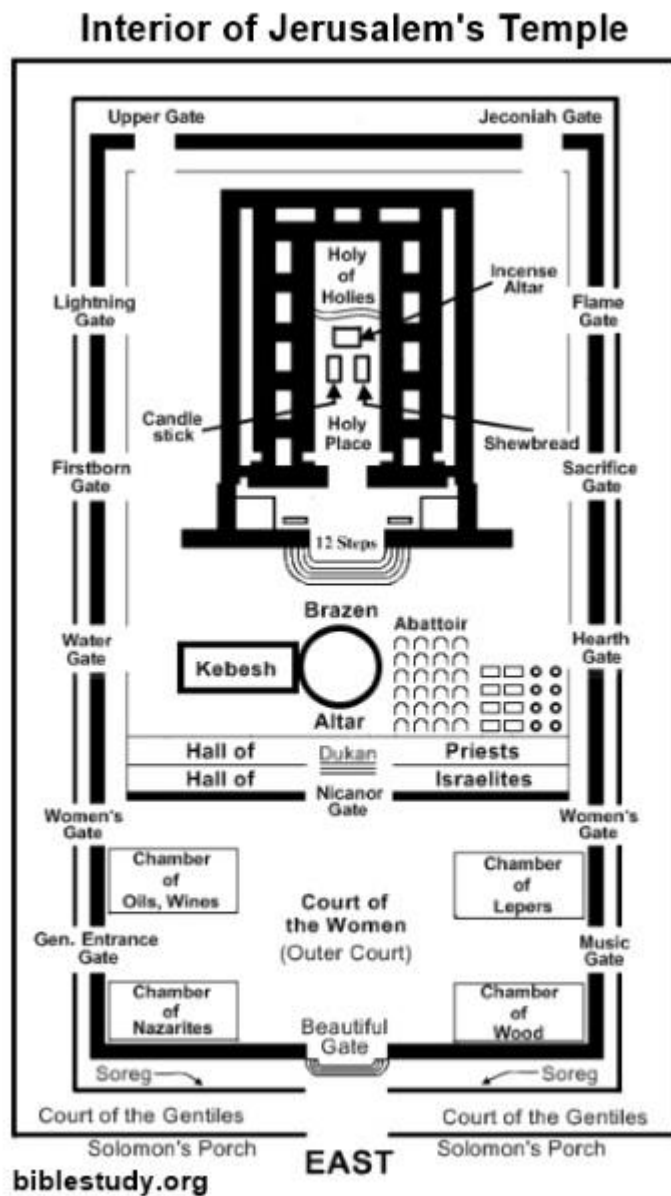 Interior of Jerusalem's Temple
Upper Gate
Jeconiah Gate
Holy
of
Holies
Incense
Altar
Lightning
Gate
Flame
Gate
Candle
stick
Holy
Place
Shewbread
Firstborn
Gate
Sacrifice
Gate
12 Steps
Brazen
Abattoir
Water
Gate
Kebesh
Hearth
Gate
Altar
Hall of
Dukan
Priests
Hall of
Israelites
Nicanor
Gate
Women's
Gate
Women's
Gate
Chamber
of
Oils, Wines
Court of
the Women
(Outer Court)
Chamber
of
Lepers
Gen. Entrance
Gate
Music
Gate
Chamber
of
Nazarites
Beautiful
Gate
Chamber
of
Wood
Soreg
Soreg
Court of the Gentiles
Court of the Gentiles
Solomon's Porch
EAST
Solomon's Porch
biblestudy.org